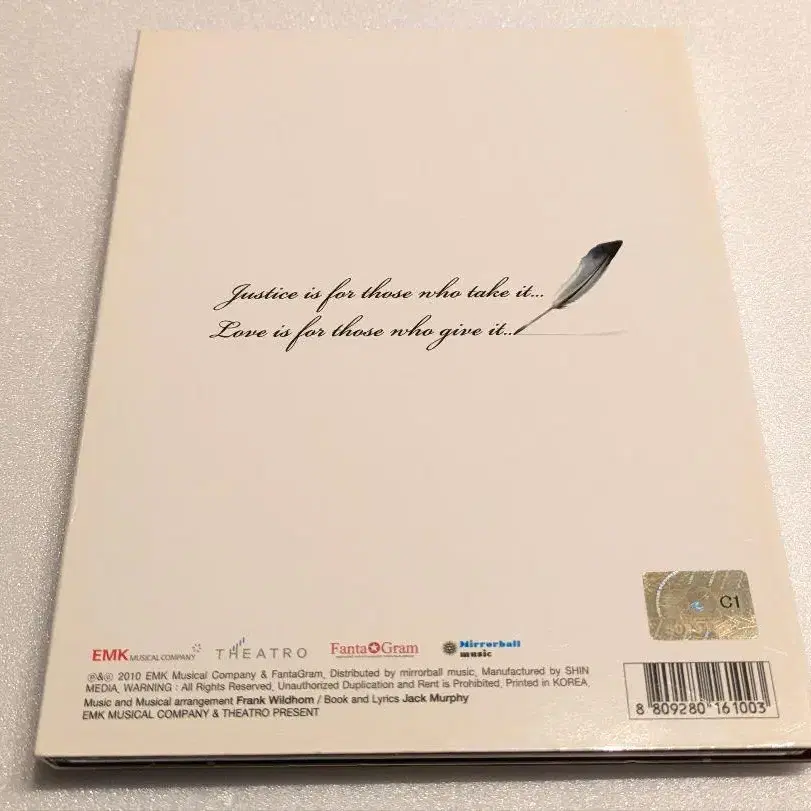 Justice is for those who take it...
Love is for those who give it...
EMK MUSICAL COMPANY THEATRO Fanta Gram Mirrorball music
C1
℗&© 2010 EMK Musical Company & FantaGram, Distributed by mirrorball music, Manufactured by SHIN
MEDIA, WARNING : All Rights Reserved, Unauthorized Duplication and Rent is Prohibited, Printed in KOREA,
Music and Musical arrangement Frank Wildhom / Book and Lyrics Jack Murphy
EMK MUSICAL COMPANY & THEATRO PRESENT
8 809280 161003